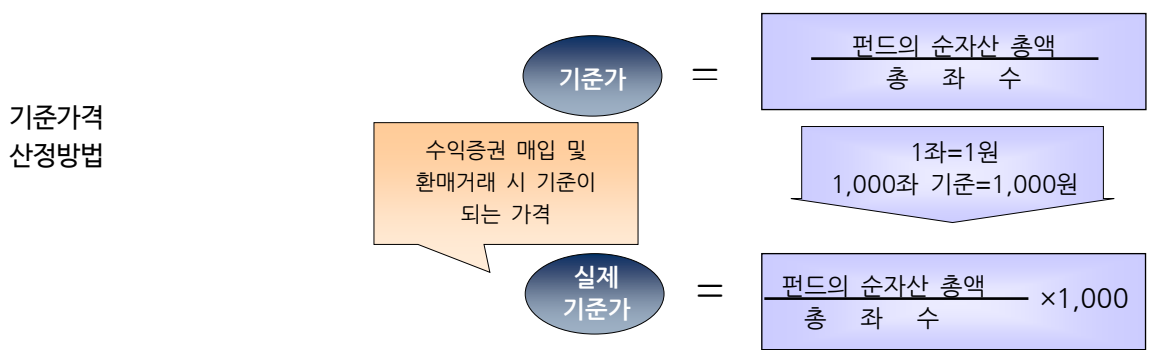 기준가격
산정방법
기준가
=
펀드의 순자산 총액
총 좌 수
수익증권 매입 및
환매거래 시 기준이
되는 가격
1좌=1원
1,000좌 기준=1,000원
실제
기준가
=
펀드의 순자산 총액
총 좌 수
×1,000